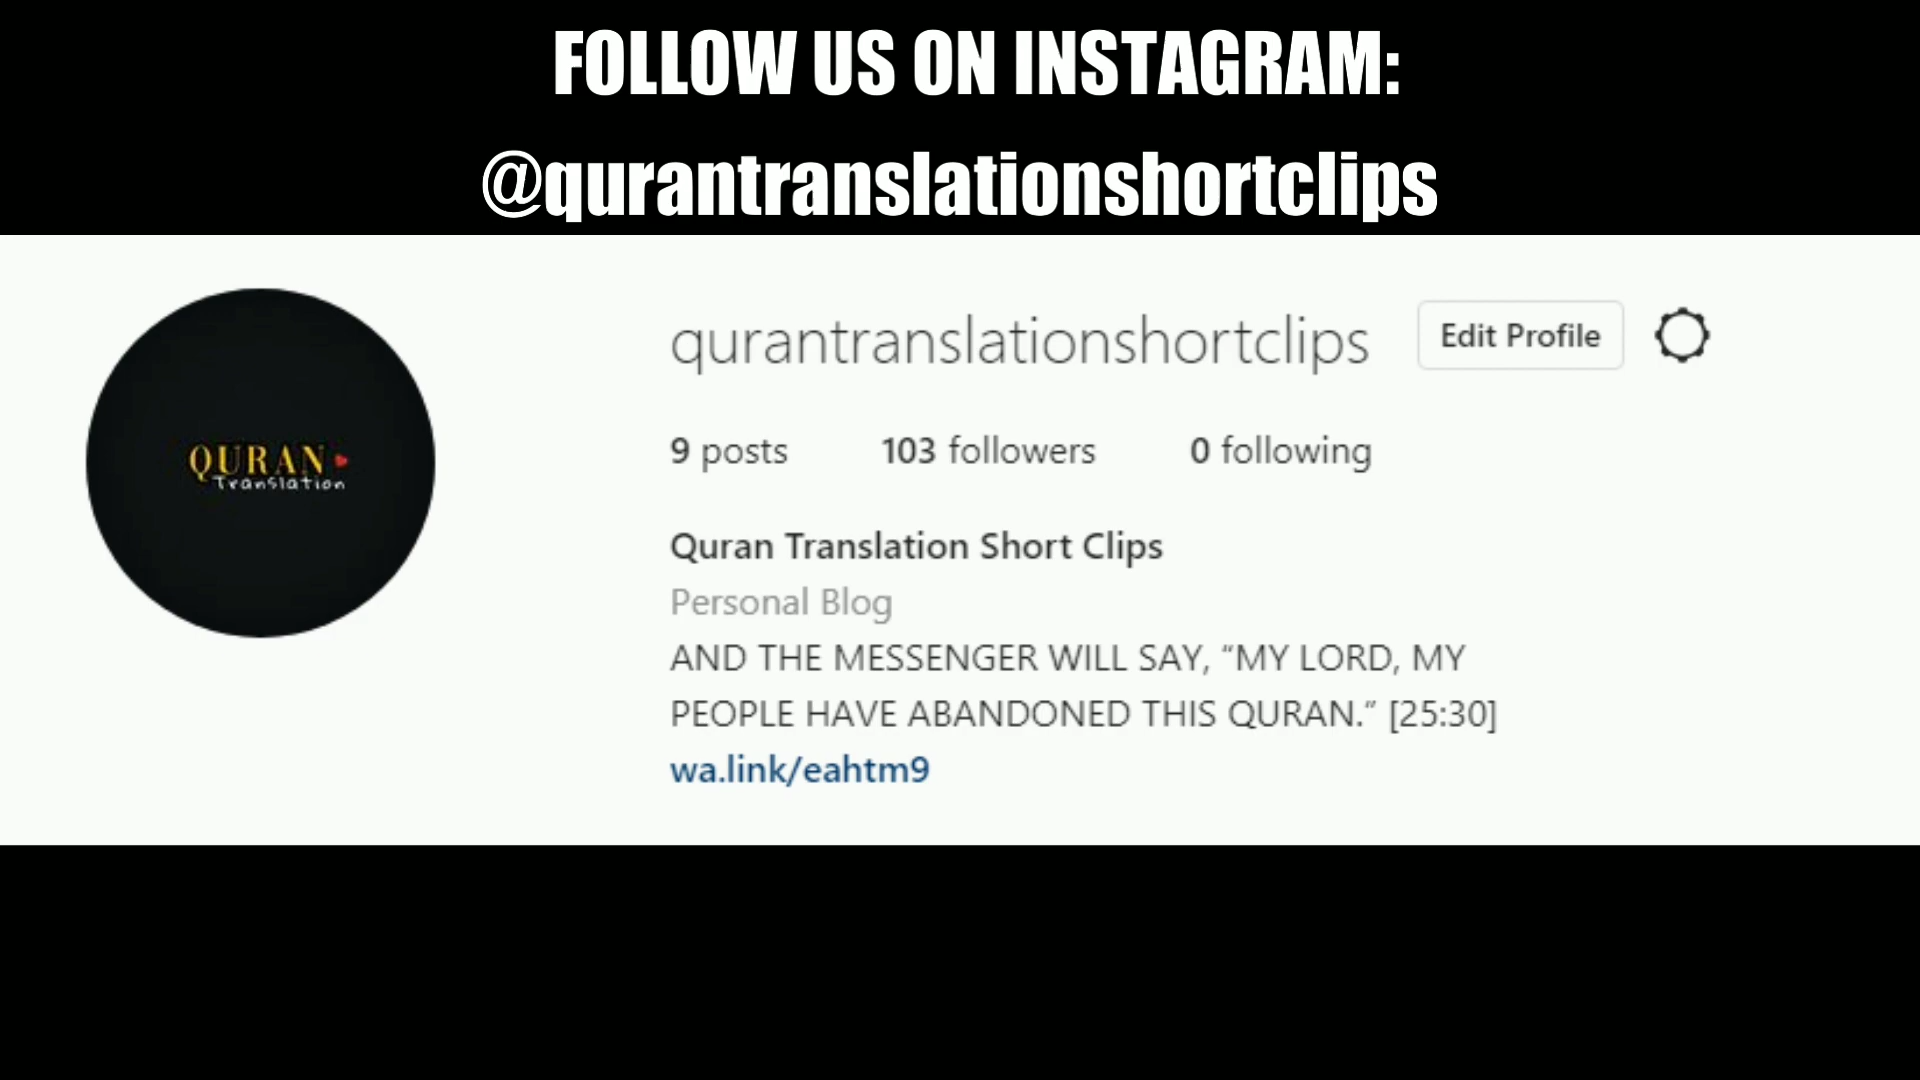 FOLLOW US ON INSTAGRAM:
@qurantranslationshortclips
QURAN
Translation
qurantranslationshortclips Edit Profile
9 posts 103 followers 0 following
Quran Translation Short Clips
Personal Blog
AND THE MESSENGER WILL SAY, “MY LORD, MY
PEOPLE HAVE ABANDONED THIS QURAN.” [25:30]
wa.link/eahtm9